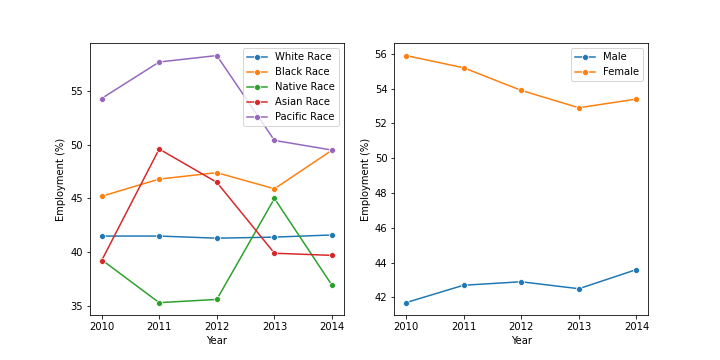 White Race
Black Race
Native Race
Asian Race
Pacific Race
Employment (%)
55
50
45
40
35
2010 2011 2012 2013 2014
Year
Male
Female
Employment (%)
56
54
52
50
48
46
44
42
2010 2011 2012 2013 2014
Year